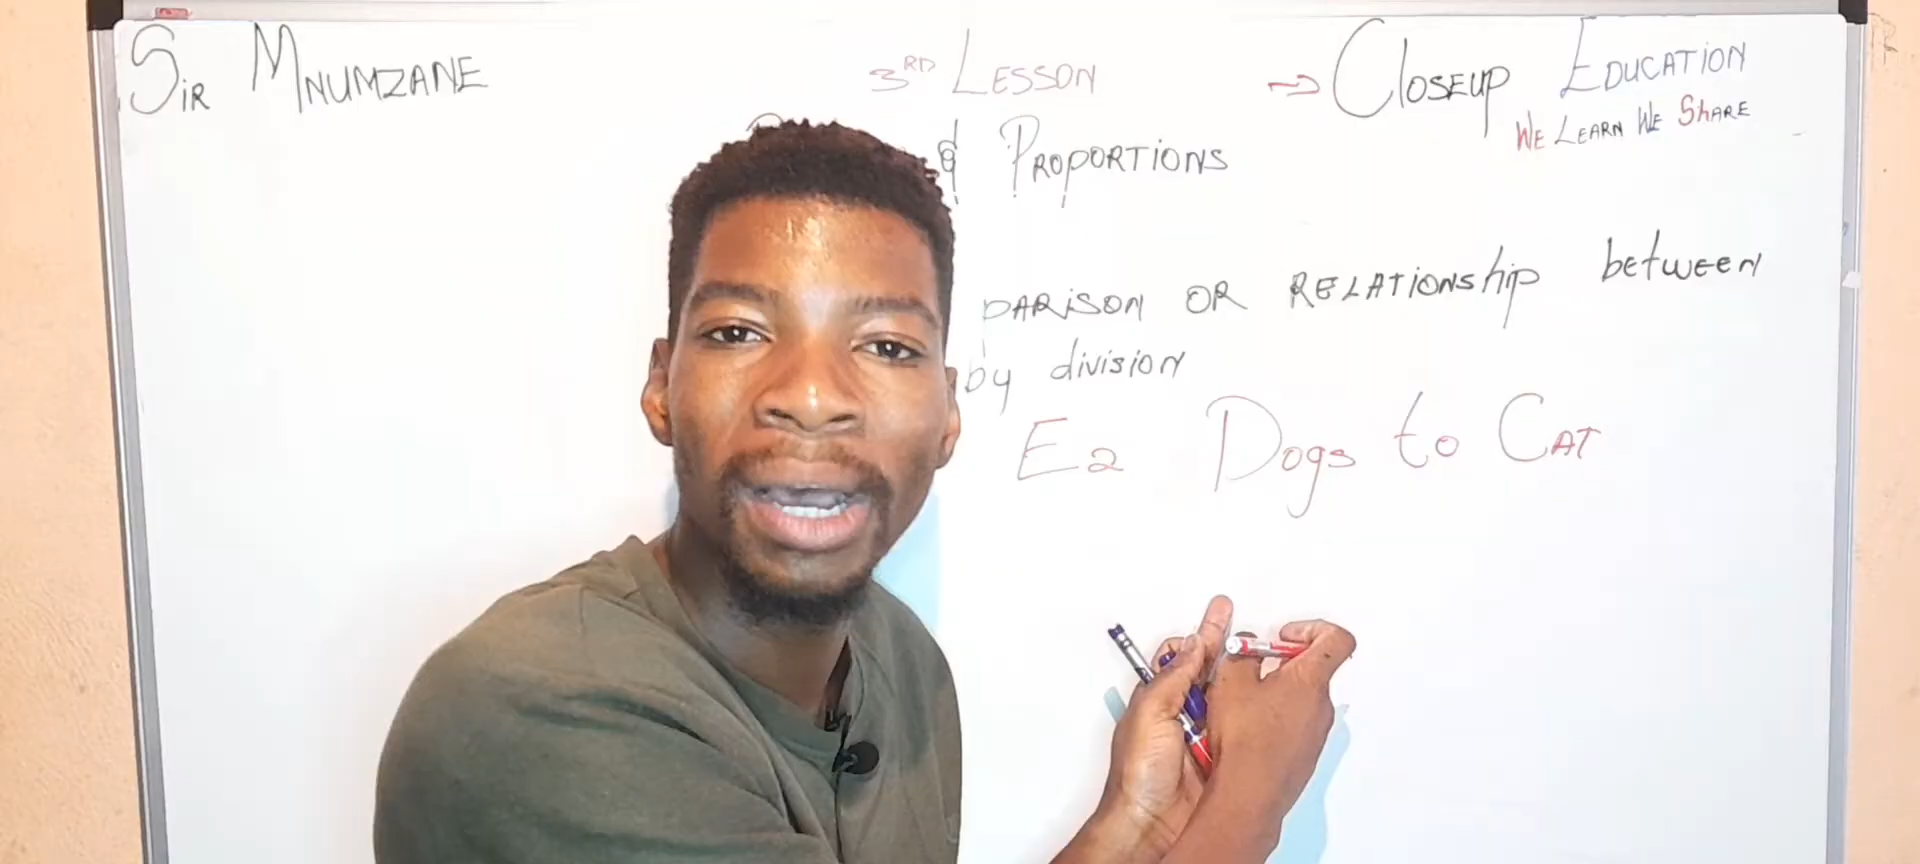 Sir MNUMZANE
3RD LESSON
→ CLOSEUP EDUCATION
WE LEARN WE ShARE
& PROPORTIONS
PARiSON OR RELATiONship between
by division
E2 Dogs to CAT